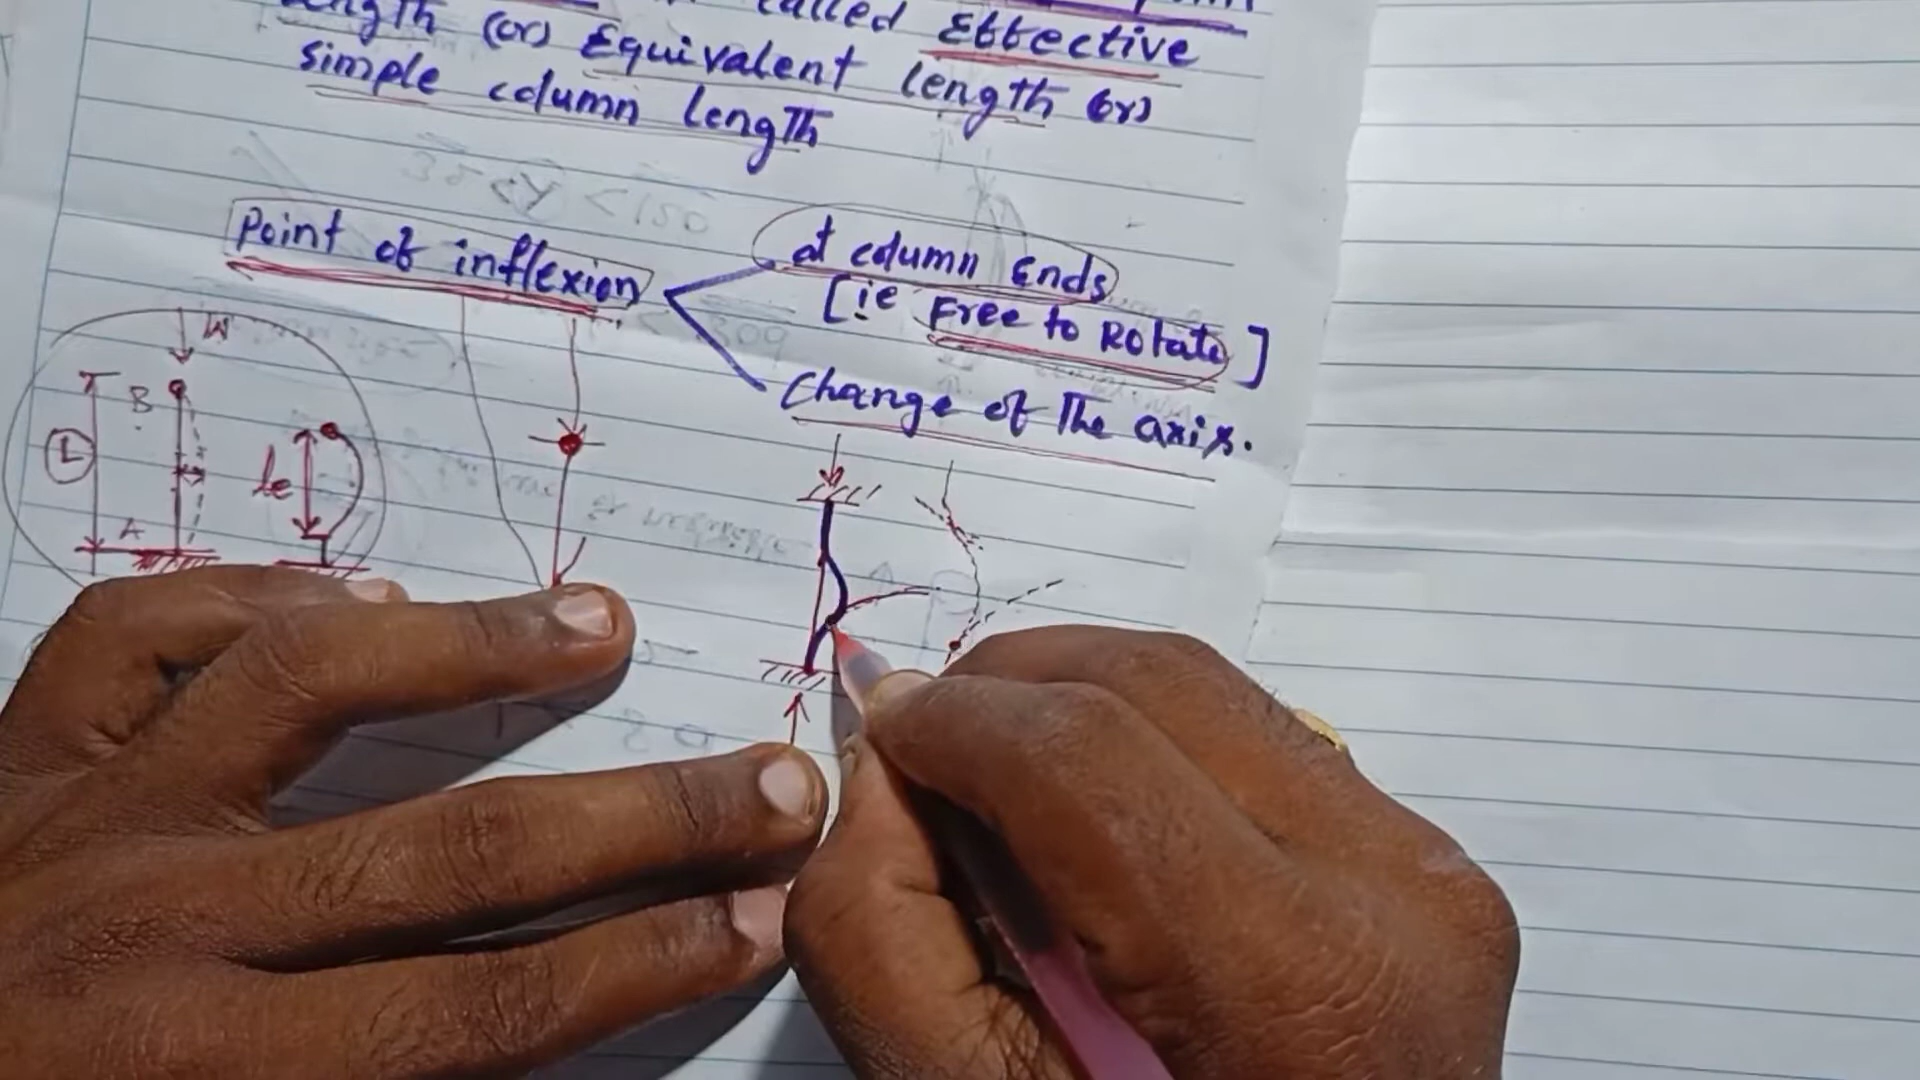 called Effective
length (or) Equivalent length (or)
simple column length
Point of inflexion
at column Ends
[ie Free to Rotate]
Change of The axis.
W
B
L
le
A